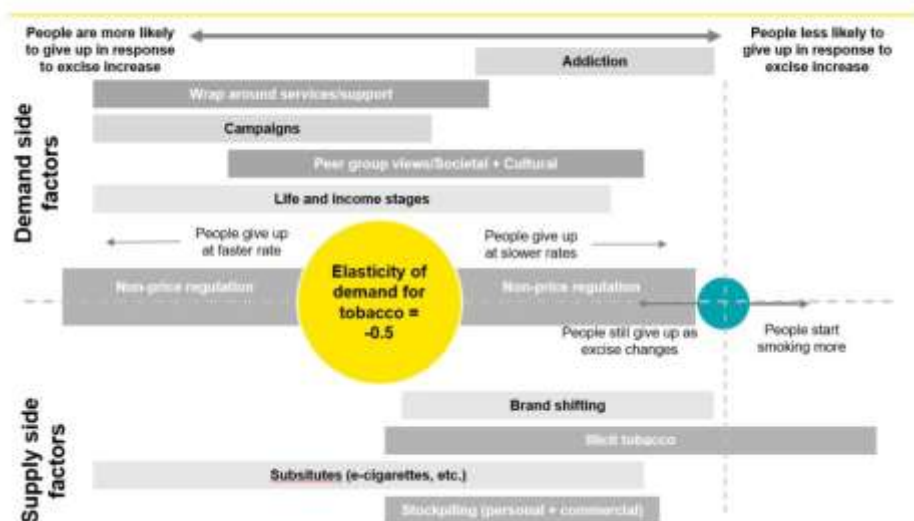 People are more likely
to give up in response
to excise increase
People less likely to
give up in response to
excise increase
Demand side
factors
Addiction
Wrap around services/support
Campaigns
Peer group views/Societal + Cultural
Life and income stages
People give up
at faster rate
People give up
at slower rates
Non-price regulation
Elasticity of
demand for
tobacco =
-0.5
Non-price regulation
People still give up as
excise changes
People start
smoking more
Supply side
factors
Brand shifting
Illicit tobacco
Subsitutes (e-cigarettes, etc.)
Stockpiling (personal + commercial)